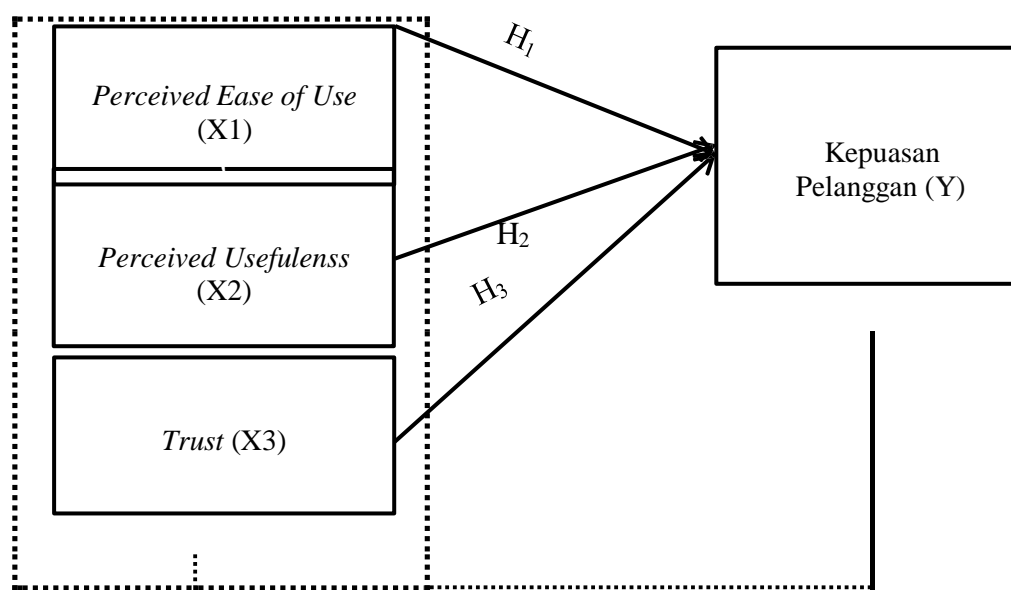 Perceived Ease of Use
(X1)
Perceived Usefulenss
(X2)
Trust (X3)
H1
H2
H3
Kepuasan
Pelanggan (Y)